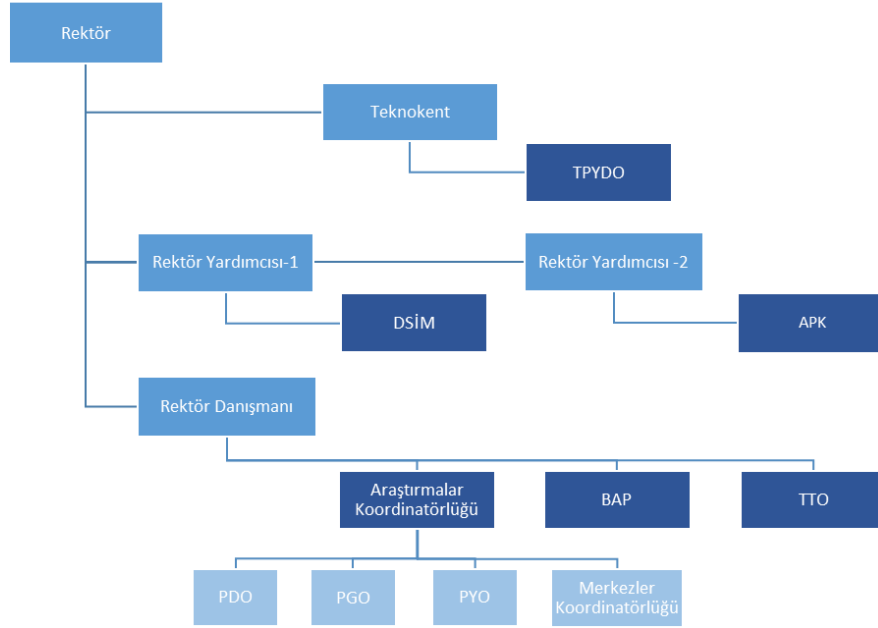 Rektör
Teknokent
TPYDO
Rektör Yardımcısı-1
Rektör Yardımcısı -2
DSİM
APK
Rektör Danışmanı
Araştırmalar
Koordinatörlüğü
BAP
TTO
PDO
PGO
PYO
Merkezler
Koordinatörlüğü